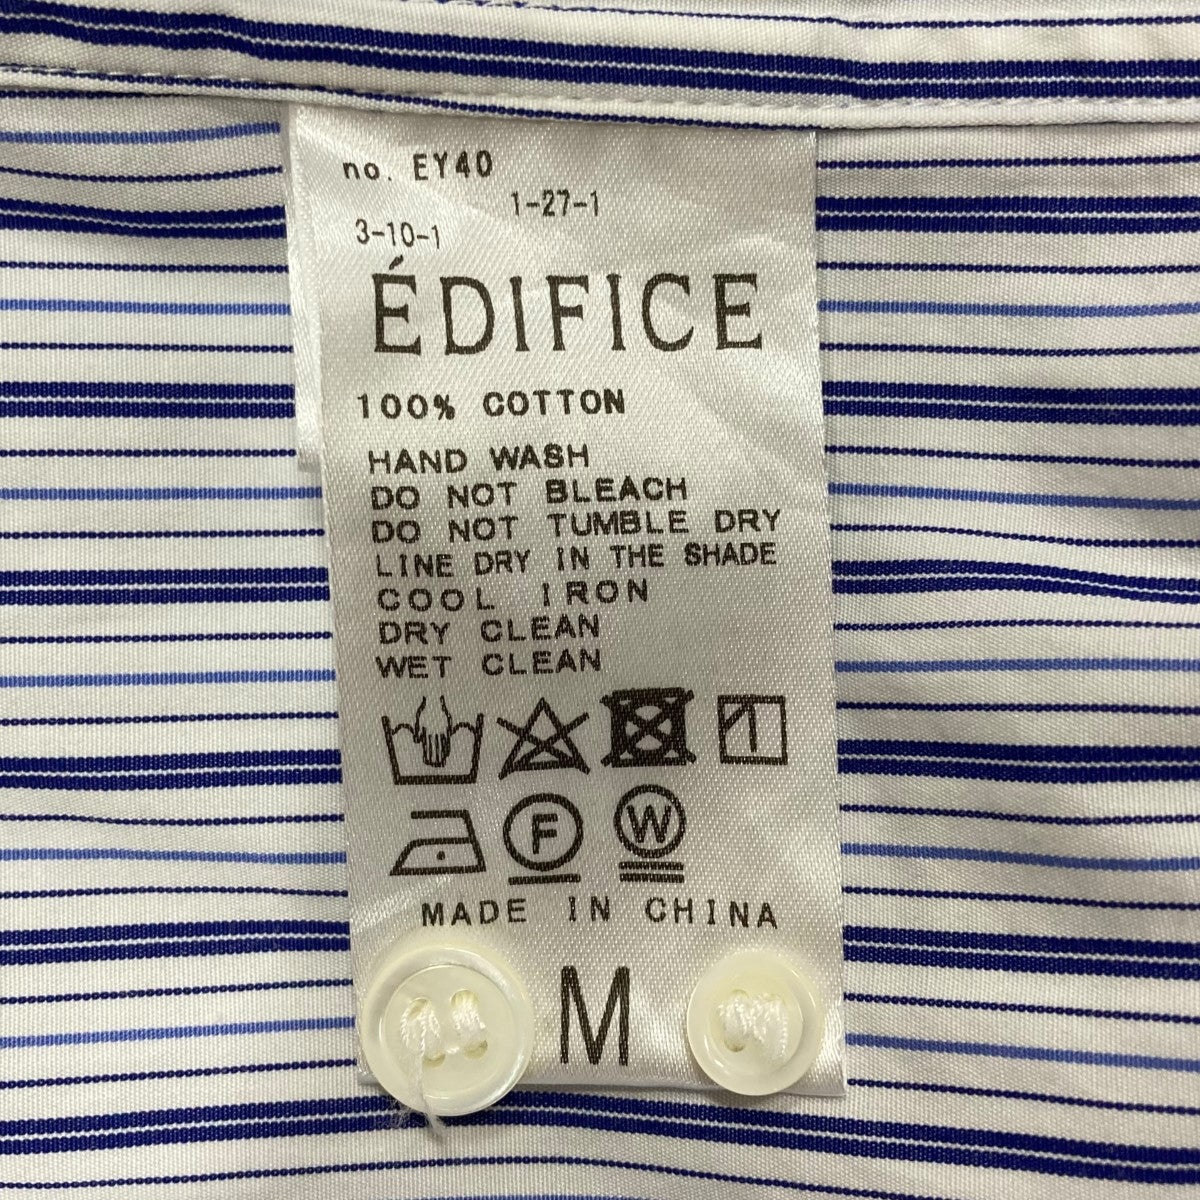 no. EY40
1-27-1
3-10-1
ÉDIFICE
100% COTTON
HAND WASH
DO NOT BLEACH
DO NOT TUMBLE DRY
LINE DRY IN THE SHADE
COOL IRON
DRY CLEAN
WET CLEAN
F W
MADE IN CHINA
M